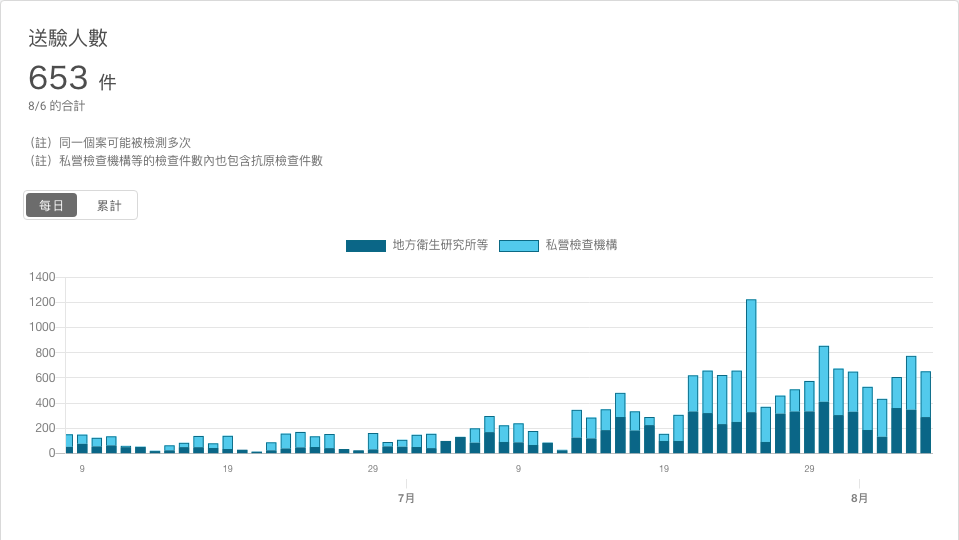 送驗人數
653 件
8/6 的合計
（註）同一個案可能被檢測多次
（註）私營檢查機構等的檢查件數內也包含抗原檢查件數
每日 累計
地方衛生研究所等 私營檢查機構
1400
1200
1000
800
600
400
200
0
9 19 29 9 19 29
7月 8月